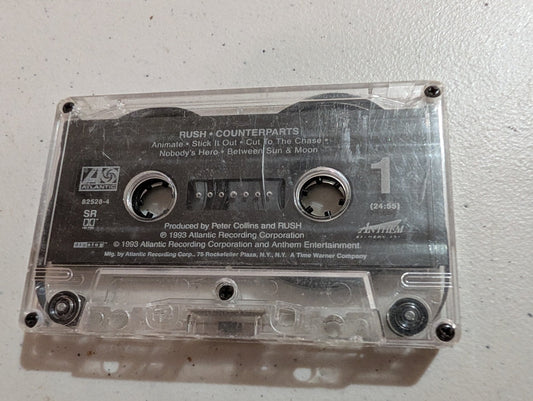 RUSH • COUNTERPARTS
Animate • Stick It Out • Cut To The Chase •
Nobody's Hero • Between Sun & Moon
1
ATLANTIC
82528-4
(24:55)
SR
Produced by Peter Collins and RUSH
℗ 1993 Atlantic Recording Corporation
ANTHEM
digalog
© 1993 Atlantic Recording Corporation and Anthem Entertainment.
Mfg. by Atlantic Recording Corp., 75 Rockefeller Plaza, N.Y., N.Y. A Time Warner Company